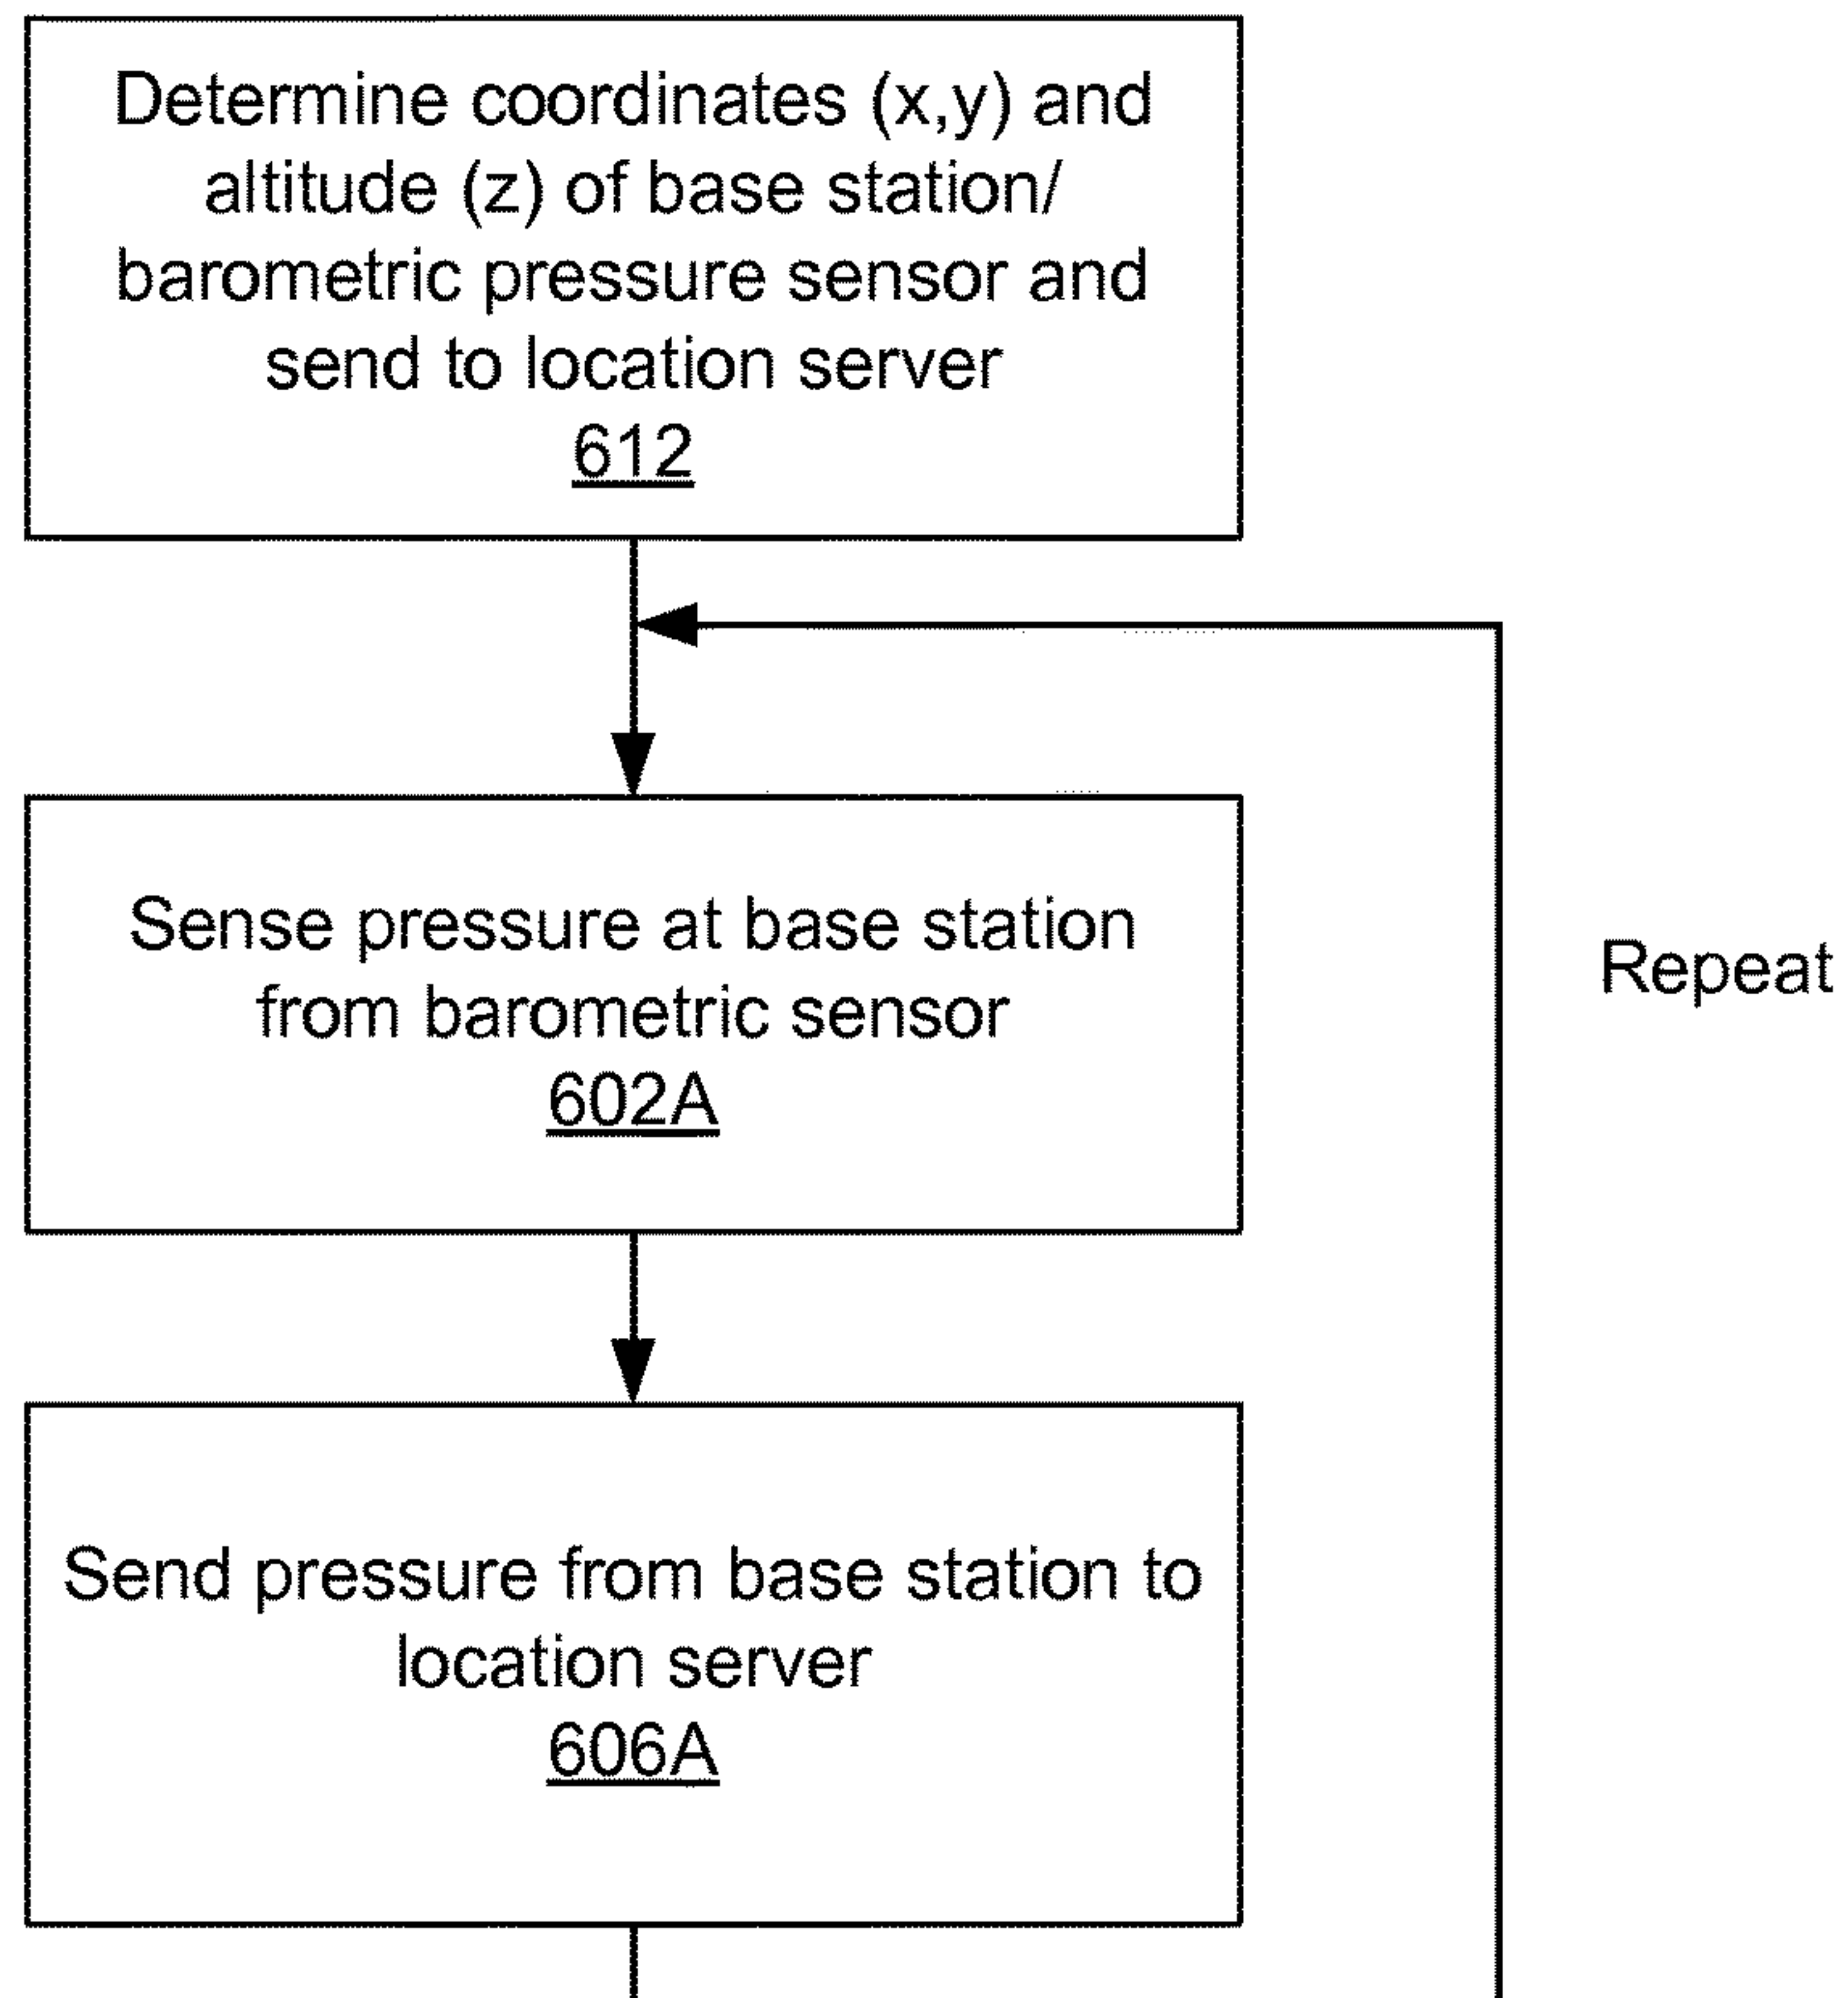 Determine coordinates (x,y) and
altitude (z) of base station/
barometric pressure sensor and
send to location server
612
Sense pressure at base station
from barometric sensor
602A
Repeat
Send pressure from base station to
location server
606A